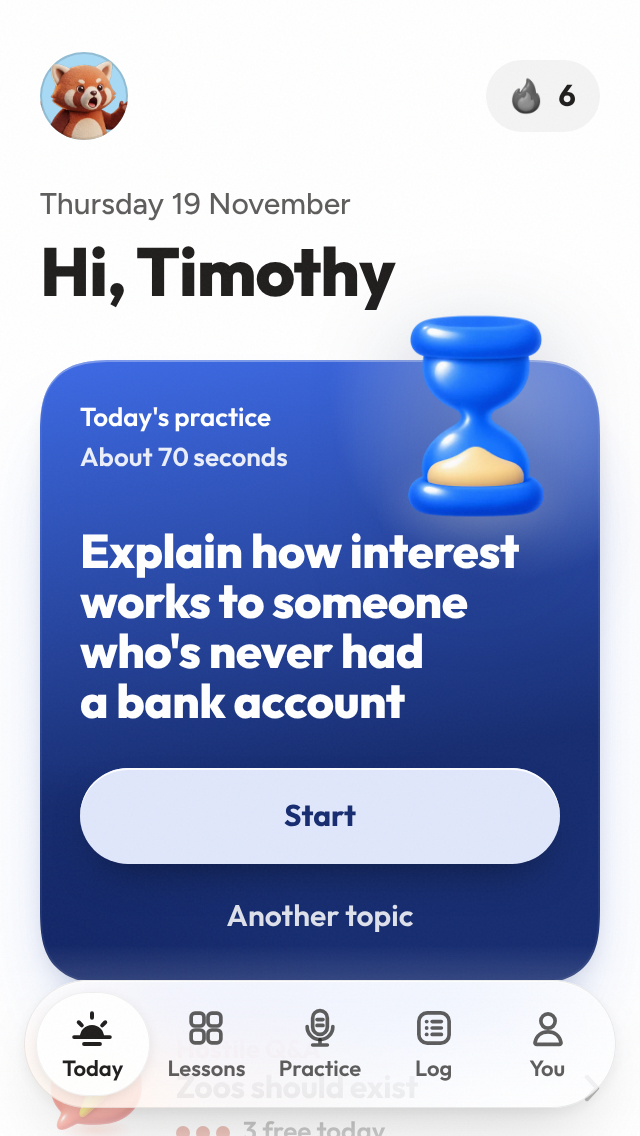 6
Thursday 19 November
Hi, Timothy
Today's practice
About 70 seconds
Explain how interest
works to someone
who's never had
a bank account
Start
Another topic
Hostile Q&A
Today
Lessons
Practice
Log
You
Zoos should exist
3 free today